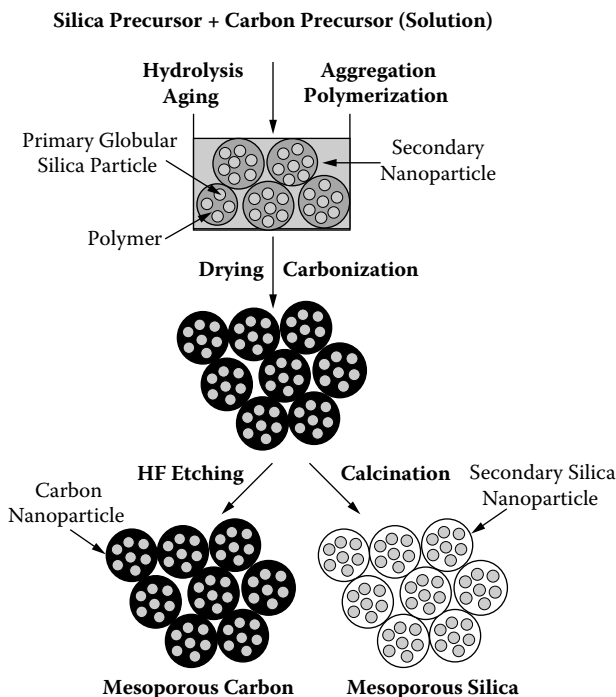 Silica Precursor + Carbon Precursor (Solution)
Hydrolysis
Aging
Aggregation
Polymerization
Primary Globular
Silica Particle
Secondary
Nanoparticle
Polymer
Drying
Carbonization
HF Etching
Calcination
Carbon
Nanoparticle
Secondary Silica
Nanoparticle
Mesoporous Carbon
Mesoporous Silica